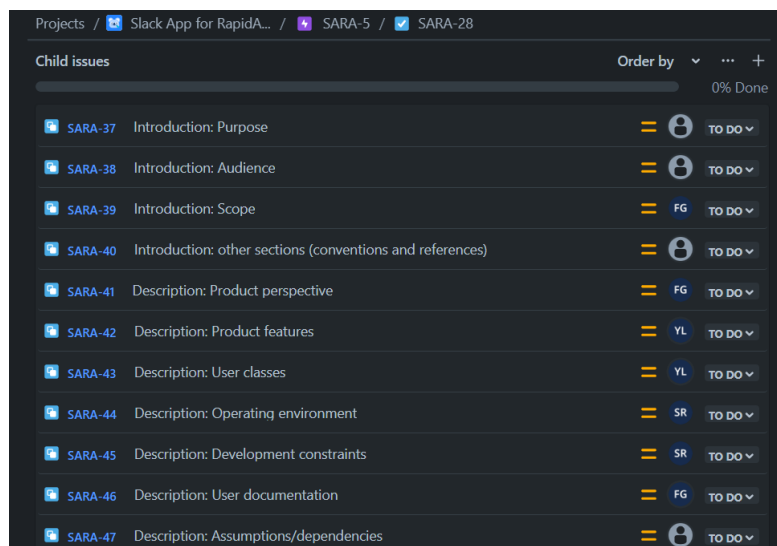 Projects / Slack App for RapidA... / SARA-5 / SARA-28
Child issues Order by ... +
0% Done
SARA-37 Introduction: Purpose TO DO
SARA-38 Introduction: Audience TO DO
SARA-39 Introduction: Scope FG TO DO
SARA-40 Introduction: other sections (conventions and references) TO DO
SARA-41 Description: Product perspective FG TO DO
SARA-42 Description: Product features YL TO DO
SARA-43 Description: User classes YL TO DO
SARA-44 Description: Operating environment SR TO DO
SARA-45 Description: Development constraints SR TO DO
SARA-46 Description: User documentation FG TO DO
SARA-47 Description: Assumptions/dependencies TO DO